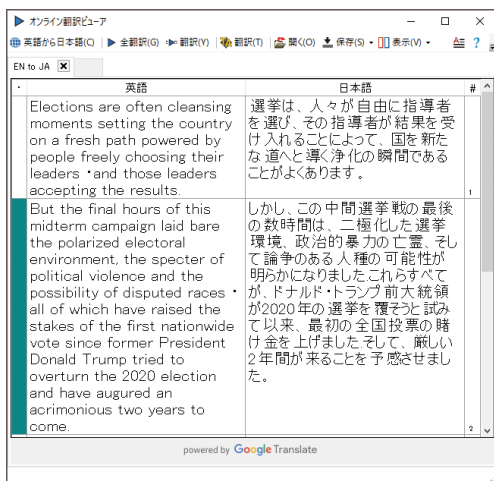 オンライン翻訳ビューア
英語から日本語(C) 全翻訳(G) 翻訳(Y) 翻訳(T) 開く(O) 保存(S) 表示(V)
EN to JA
英語 日本語 #
Elections are often cleansing
moments setting the country
on a fresh path powered by
people freely choosing their
leaders・and those leaders
accepting the results.
選挙は、人々が自由に指導者
を選び、その指導者が結果を受
け入れることによって、国を新た
な道へと導く浄化の瞬間である
ことがよくあります。
1
But the final hours of this
midterm campaign laid bare
the polarized electoral
environment, the specter of
political violence and the
possibility of disputed races・
all of which have raised the
stakes of the first nationwide
vote since former President
Donald Trump tried to
overturn the 2020 election
and have augured an
acrimonious two years to
come.
しかし、この中間選挙戦の最後
の数時間は、二極化した選挙
環境、政治的暴力の亡霊、そし
て論争のある人種の可能性が
明らかになりました.これらすべて
が、ドナルド・トランプ前大統領
が2020年の選挙を覆そうと試み
て以来、最初の全国投票の賭
け金を上げました.そして、厳しい
2年間が来ることを予感させまし
た。
2
powered by Google Translate